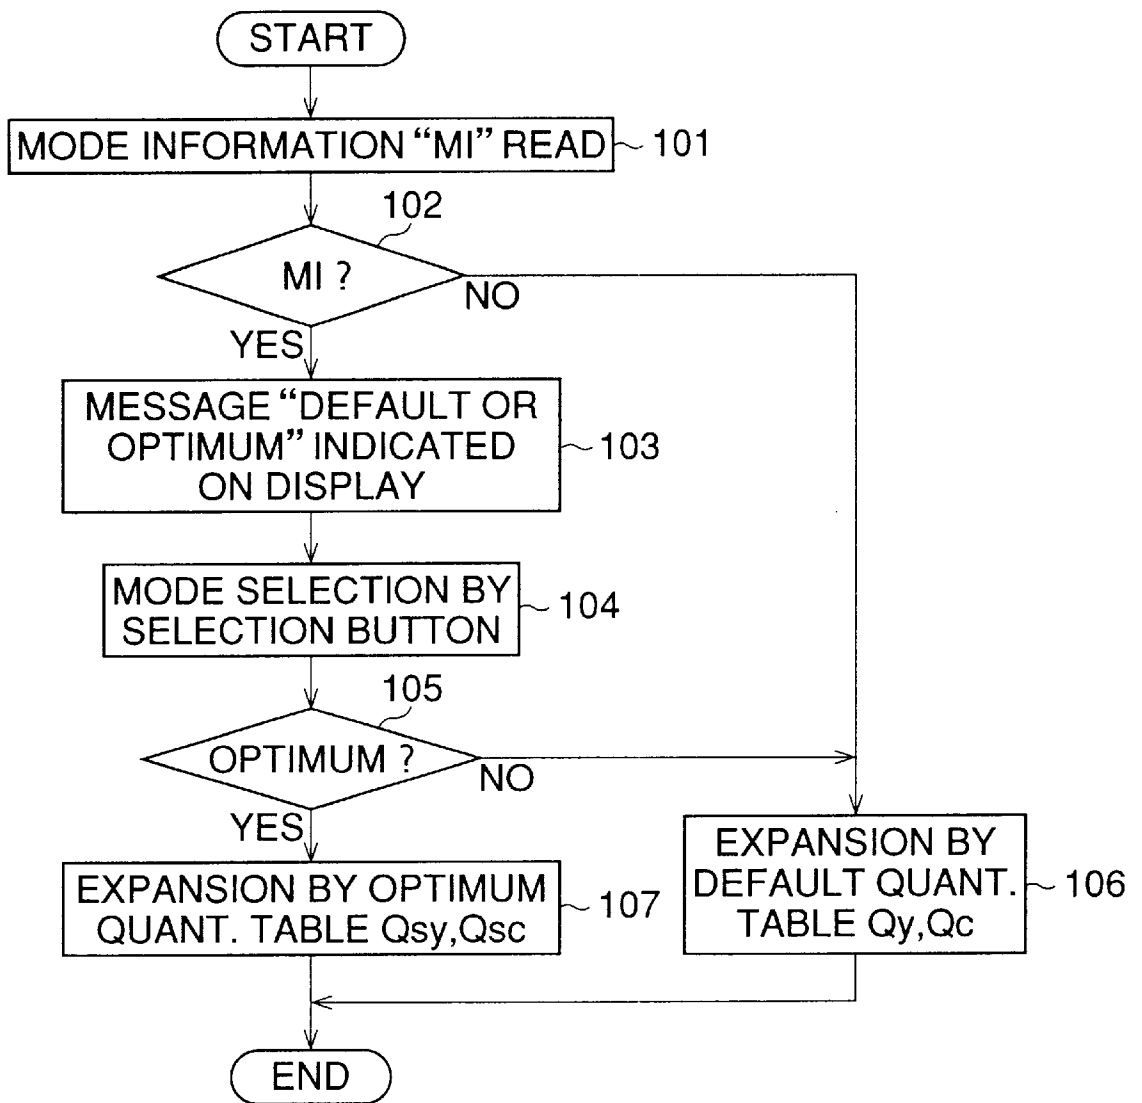 START
MODE INFORMATION “MI” READ
101
102
MI ?
NO
YES
MESSAGE “DEFAULT OR
OPTIMUM” INDICATED
ON DISPLAY
103
MODE SELECTION BY
SELECTION BUTTON
104
105
OPTIMUM ?
NO
YES
EXPANSION BY OPTIMUM
QUANT. TABLE Qsy,Qsc
107
EXPANSION BY
DEFAULT QUANT.
TABLE Qy,Qc
106
END